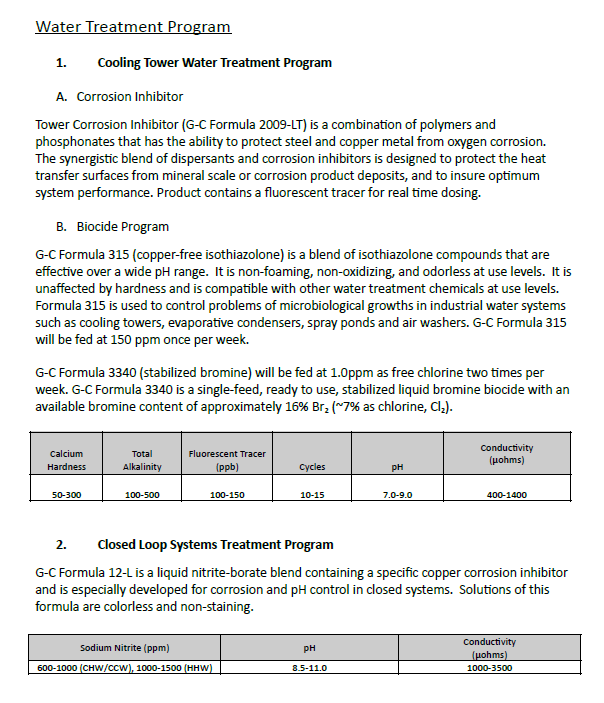 Water Treatment Program
1. Cooling Tower Water Treatment Program
A. Corrosion Inhibitor
Tower Corrosion Inhibitor (G-C Formula 2009-LT) is a combination of polymers and
phosphonates that has the ability to protect steel and copper metal from oxygen corrosion.
The synergistic blend of dispersants and corrosion inhibitors is designed to protect the heat
transfer surfaces from mineral scale or corrosion product deposits, and to insure optimum
system performance. Product contains a fluorescent tracer for real time dosing.
B. Biocide Program
G-C Formula 315 (copper-free isothiazolone) is a blend of isothiazolone compounds that are
effective over a wide pH range. It is non-foaming, non-oxidizing, and odorless at use levels. It is
unaffected by hardness and is compatible with other water treatment chemicals at use levels.
Formula 315 is used to control problems of microbiological growths in industrial water systems
such as cooling towers, evaporative condensers, spray ponds and air washers. G-C Formula 315
will be fed at 150 ppm once per week.
G-C Formula 3340 (stabilized bromine) will be fed at 1.0ppm as free chlorine two times per
week. G-C Formula 3340 is a single-feed, ready to use, stabilized liquid bromine biocide with an
available bromine content of approximately 16% Br₂ (~7% as chlorine, Cl₂).
Calcium Hardness Total Alkalinity Fluorescent Tracer (ppb) Cycles pH Conductivity (µohms)
50-300 100-500 100-150 10-15 7.0-9.0 400-1400
2. Closed Loop Systems Treatment Program
G-C Formula 12-L is a liquid nitrite-borate blend containing a specific copper corrosion inhibitor
and is especially developed for corrosion and pH control in closed systems. Solutions of this
formula are colorless and non-staining.
Sodium Nitrite (ppm) pH Conductivity (µohms)
600-1000 (CHW/CCW), 1000-1500 (HHW) 8.5-11.0 1000-3500